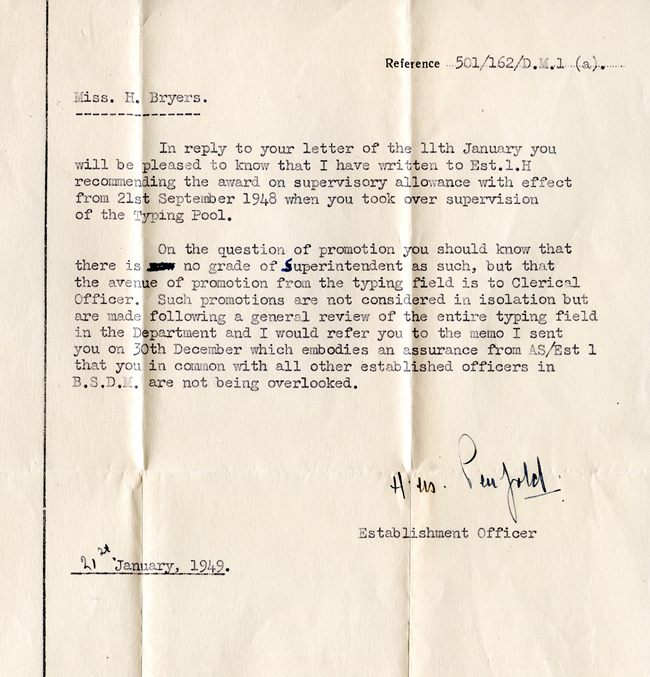 Reference 501/162/D.M.1 (a).
Miss. H. Bryers.
In reply to your letter of the 11th January you
will be pleased to know that I have written to Est.1.H
recommending the award on supervisory allowance with effect
from 21st September 1948 when you took over supervision
of the Typing Pool.
On the question of promotion you should know that
there is no grade of Superintendent as such, but that
the avenue of promotion from the typing field is to Clerical
Officer. Such promotions are not considered in isolation but
are made following a general review of the entire typing field
in the Department and I would refer you to the memo I sent
you on 30th December which embodies an assurance from AS/Est 1
that you in common with all other established officers in
B.S.D.M. are not being overlooked.
Penfold.
Establishment Officer
21st January, 1949.